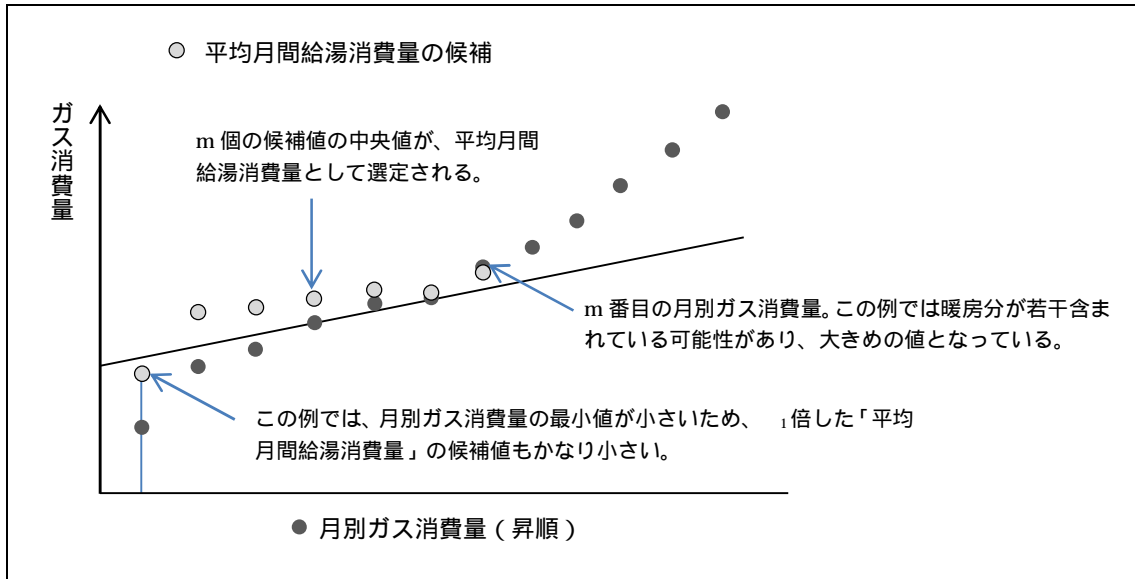 平均月間給湯消費量の候補
ガス消費量
m 個の候補値の中央値が、平均月間
給湯消費量として選定される。
m 番目の月別ガス消費量。この例では暖房分が若干含ま
れている可能性があり、大きめの値となっている。
この例では、月別ガス消費量の最小値が小さいため、 ₁倍した「平均
月間給湯消費量」の候補値もかなり小さい。
月別ガス消費量(昇順)